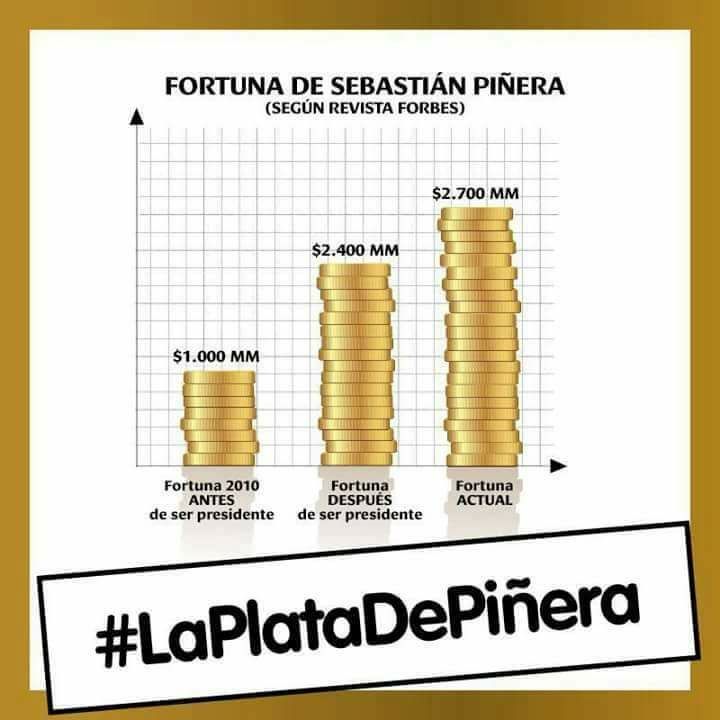 FORTUNA DE SEBASTIÁN PIÑERA
(SEGÚN REVISTA FORBES)
$2.700 MM
$2.400 MM
$1.000 MM
Fortuna 2010
ANTES
de ser presidente
Fortuna
DESPUÉS
de ser presidente
Fortuna
ACTUAL
#LaPlataDePiñera